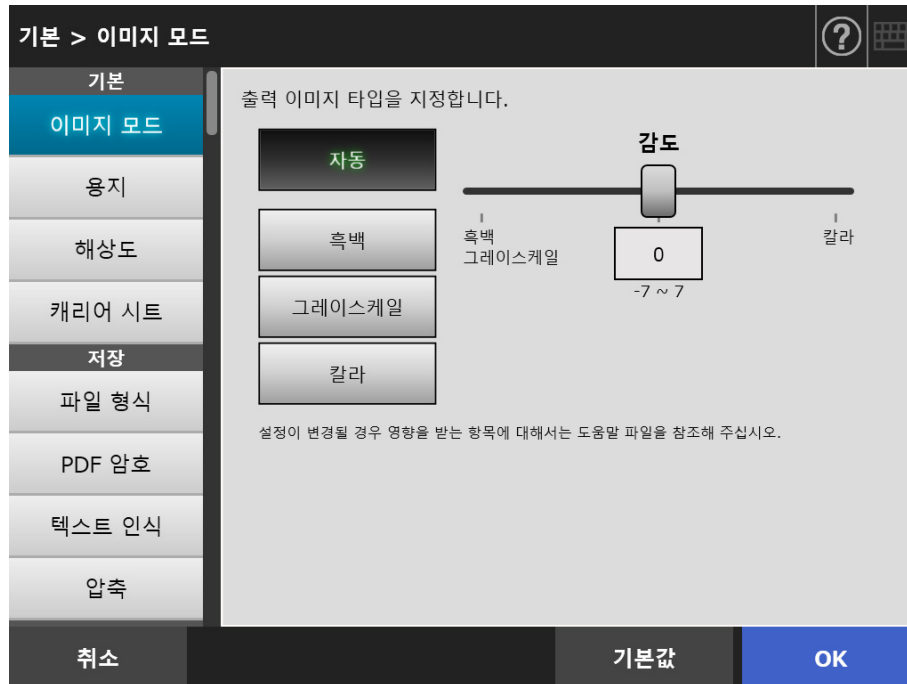 기본 > 이미지 모드
?
기본
이미지 모드
용지
해상도
캐리어 시트
저장
파일 형식
PDF 암호
텍스트 인식
압축
출력 이미지 타입을 지정합니다.
자동
흑백
그레이스케일
칼라
감도
흑백
그레이스케일
칼라
0
-7 ~ 7
설정이 변경될 경우 영향을 받는 항목에 대해서는 도움말 파일을 참조해 주십시오.
취소
기본값
OK